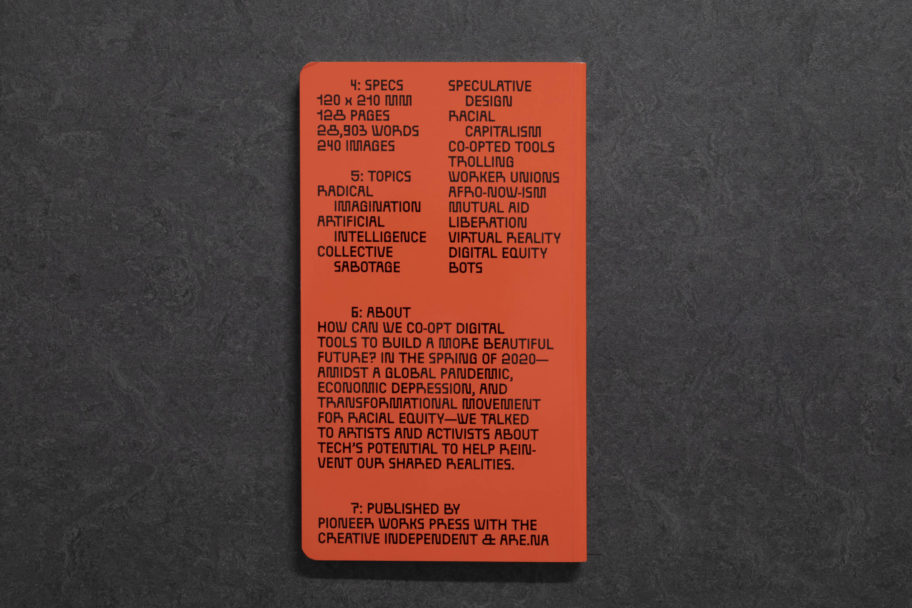 4: SPECS
120 x 210 MM
128 PAGES
28,903 WORDS
240 IMAGES
5: TOPICS
RADICAL
IMAGINATION
ARTIFICIAL
INTELLIGENCE
COLLECTIVE
SABOTAGE
SPECULATIVE
DESIGN
RACIAL
CAPITALISM
CO-OPTED TOOLS
TROLLING
WORKER UNIONS
AFRO-NOW-ISM
MUTUAL AID
LIBERATION
VIRTUAL REALITY
DIGITAL EQUITY
BOTS
6: ABOUT
HOW CAN WE CO-OPT DIGITAL
TOOLS TO BUILD A MORE BEAUTIFUL
FUTURE? IN THE SPRING OF 2020—
AMIDST A GLOBAL PANDEMIC,
ECONOMIC DEPRESSION, AND
TRANSFORMATIONAL MOVEMENT
FOR RACIAL EQUITY—WE TALKED
TO ARTISTS AND ACTIVISTS ABOUT
TECH'S POTENTIAL TO HELP REIN-
VENT OUR SHARED REALITIES.
7: PUBLISHED BY
PIONEER WORKS PRESS WITH THE
CREATIVE INDEPENDENT & ARE.NA